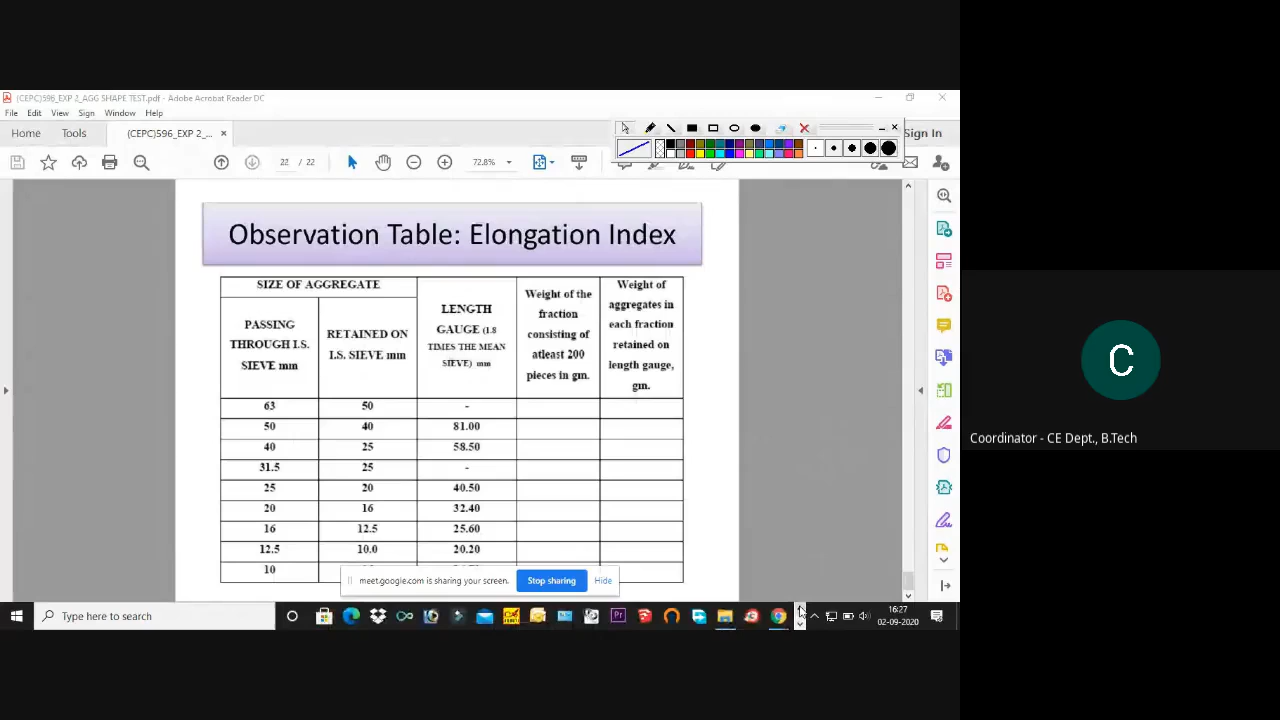 (CEPC)596_EXP 2_AGG SHAPE TEST.pdf - Adobe Acrobat Reader DC
File Edit View Sign Window Help
Home Tools (CEPC)596_EXP 2_... × Sign In
22 / 22 72.8%
Observation Table: Elongation Index
SIZE OF AGGREGATE
PASSING
THROUGH I.S.
SIEVE mm
RETAINED ON
I.S. SIEVE mm
LENGTH
GAUGE (1.8
TIMES THE MEAN
SIEVE) mm
Weight of the
fraction
consisting of
atleast 200
pieces in gm.
Weight of
aggregates in
each fraction
retained on
length gauge,
gm.
63 50 -
50 40 81.00
40 25 58.50
31.5 25 -
25 20 40.50
20 16 32.40
16 12.5 25.60
12.5 10.0 20.20
10
meet.google.com is sharing your screen. Stop sharing Hide
Type here to search
16:27
02-09-2020
C
Coordinator - CE Dept., B.Tech